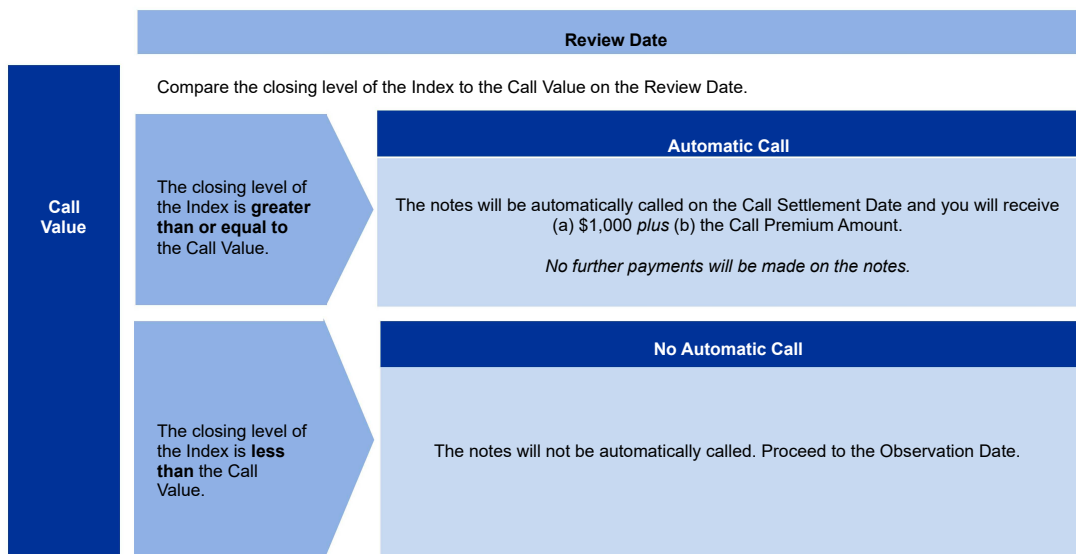 Review Date
Compare the closing level of the Index to the Call Value on the Review Date.
Call
Value
The closing level of
the Index is greater
than or equal to
the Call Value.
Automatic Call
The notes will be automatically called on the Call Settlement Date and you will receive
(a) $1,000 plus (b) the Call Premium Amount.
No further payments will be made on the notes.
The closing level of
the Index is less
than the Call
Value.
No Automatic Call
The notes will not be automatically called. Proceed to the Observation Date.